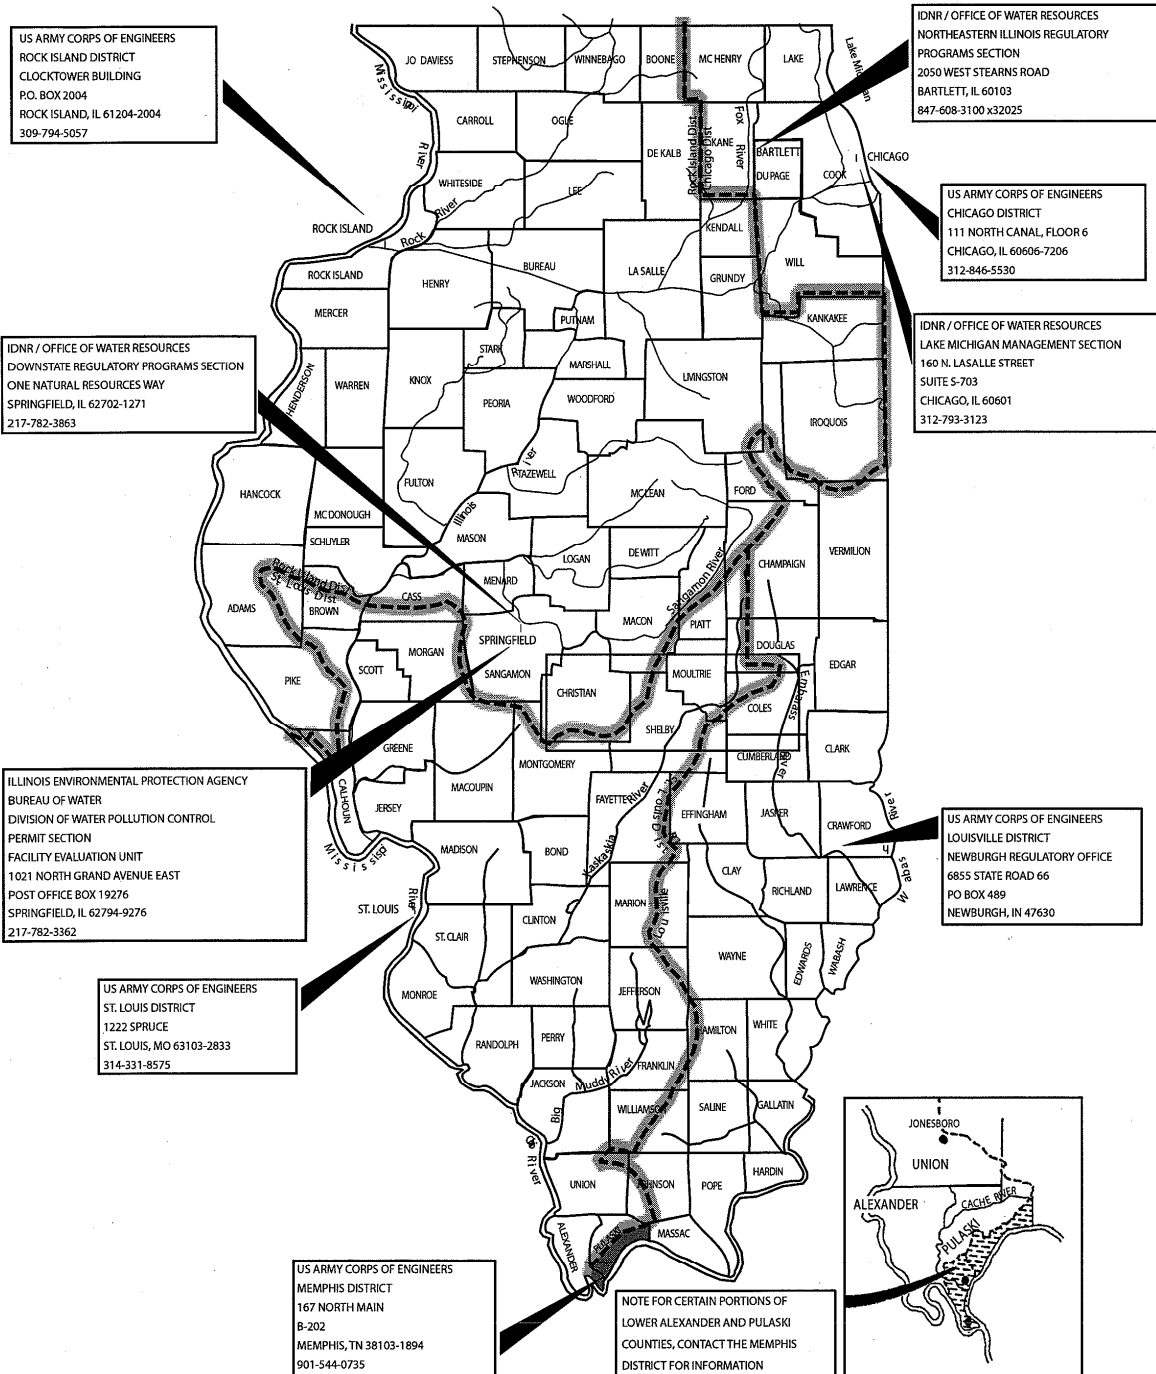 US ARMY CORPS OF ENGINEERS
ROCK ISLAND DISTRICT
CLOCKTOWER BUILDING
P.O. BOX 2004
ROCK ISLAND, IL 61204-2004
309-794-5057
IDNR / OFFICE OF WATER RESOURCES
NORTHEASTERN ILLINOIS REGULATORY
PROGRAMS SECTION
2050 WEST STEARNS ROAD
BARTLETT, IL 60103
847-608-3100 x32025
US ARMY CORPS OF ENGINEERS
CHICAGO DISTRICT
111 NORTH CANAL, FLOOR 6
CHICAGO, IL 60606-7206
312-846-5530
IDNR / OFFICE OF WATER RESOURCES
LAKE MICHIGAN MANAGEMENT SECTION
160 N. LASALLE STREET
SUITE S-703
CHICAGO, IL 60601
312-793-3123
IDNR / OFFICE OF WATER RESOURCES
DOWNSTATE REGULATORY PROGRAMS SECTION
ONE NATURAL RESOURCES WAY
SPRINGFIELD, IL 62702-1271
217-782-3863
ILLINOIS ENVIRONMENTAL PROTECTION AGENCY
BUREAU OF WATER
DIVISION OF WATER POLLUTION CONTROL
PERMIT SECTION
FACILITY EVALUATION UNIT
1021 NORTH GRAND AVENUE EAST
POST OFFICE BOX 19276
SPRINGFIELD, IL 62794-9276
217-782-3362
US ARMY CORPS OF ENGINEERS
LOUISVILLE DISTRICT
NEWBURGH REGULATORY OFFICE
6855 STATE ROAD 66
PO BOX 489
NEWBURGH, IN 47630
US ARMY CORPS OF ENGINEERS
ST. LOUIS DISTRICT
1222 SPRUCE
ST. LOUIS, MO 63103-2833
314-331-8575
US ARMY CORPS OF ENGINEERS
MEMPHIS DISTRICT
167 NORTH MAIN
B-202
MEMPHIS, TN 38103-1894
901-544-0735
NOTE FOR CERTAIN PORTIONS OF
LOWER ALEXANDER AND PULASKI
COUNTIES, CONTACT THE MEMPHIS
DISTRICT FOR INFORMATION
JO DAVIESS
STEPHENSON
WINNEBAGO
BOONE
MC HENRY
LAKE
Mississippi
River
CARROLL
OGLE
DE KALB
Rock Island Dist
Chicago Dist
KANE
Fox
River
BARTLETT
DU PAGE
COOK
CHICAGO
WHITESIDE
LEE
ROCK ISLAND
Rock
River
KENDALL
WILL
ROCK ISLAND
HENRY
BUREAU
LA SALLE
GRUNDY
KANKAKEE
MERCER
PUTNAM
STARK
MARSHALL
HENDERSON
WARREN
KNOX
PEORIA
WOODFORD
LIVINGSTON
IROQUOIS
HANCOCK
MC DONOUGH
FULTON
TAZEWELL
River
Illinois
MC LEAN
FORD
SCHUYLER
MASON
LOGAN
DE WITT
CHAMPAIGN
VERMILION
Rock Island Dist
St Louis Dist
ADAMS
BROWN
CASS
MENARD
Sangamon River
MACON
PIATT
SPRINGFIELD
MORGAN
SCOTT
SANGAMON
PIKE
CHRISTIAN
MOULTRIE
DOUGLAS
EDGAR
Embarass
River
COLES
SHELBY
CUMBERLAND
CLARK
GREENE
MONTGOMERY
MACOUPIN
CALHOUN
JERSEY
FAYETTE
Kaskaskia
River
EFFINGHAM
JASPER
CRAWFORD
MADISON
BOND
CLAY
RICHLAND
LAWRENCE
ST. LOUIS
River
CLINTON
MARION
ST. CLAIR
WAYNE
EDWARDS
WABASH
MONROE
WASHINGTON
JEFFERSON
RANDOLPH
PERRY
AMILTON
WHITE
FRANKLIN
JACKSON
Big
Muddy River
WILLIAMSON
SALINE
GALLATIN
UNION
JOHNSON
POPE
HARDIN
ALEXANDER
PULASKI
MASSAC
JONESBORO
UNION
CACHE RIVER
ALEXANDER
PULASKI